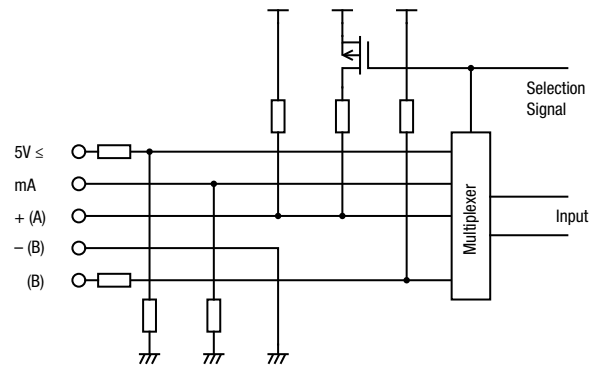 Selection
Signal
5V ≤
mA
+ (A)
– (B)
(B)
Multiplexer
Input